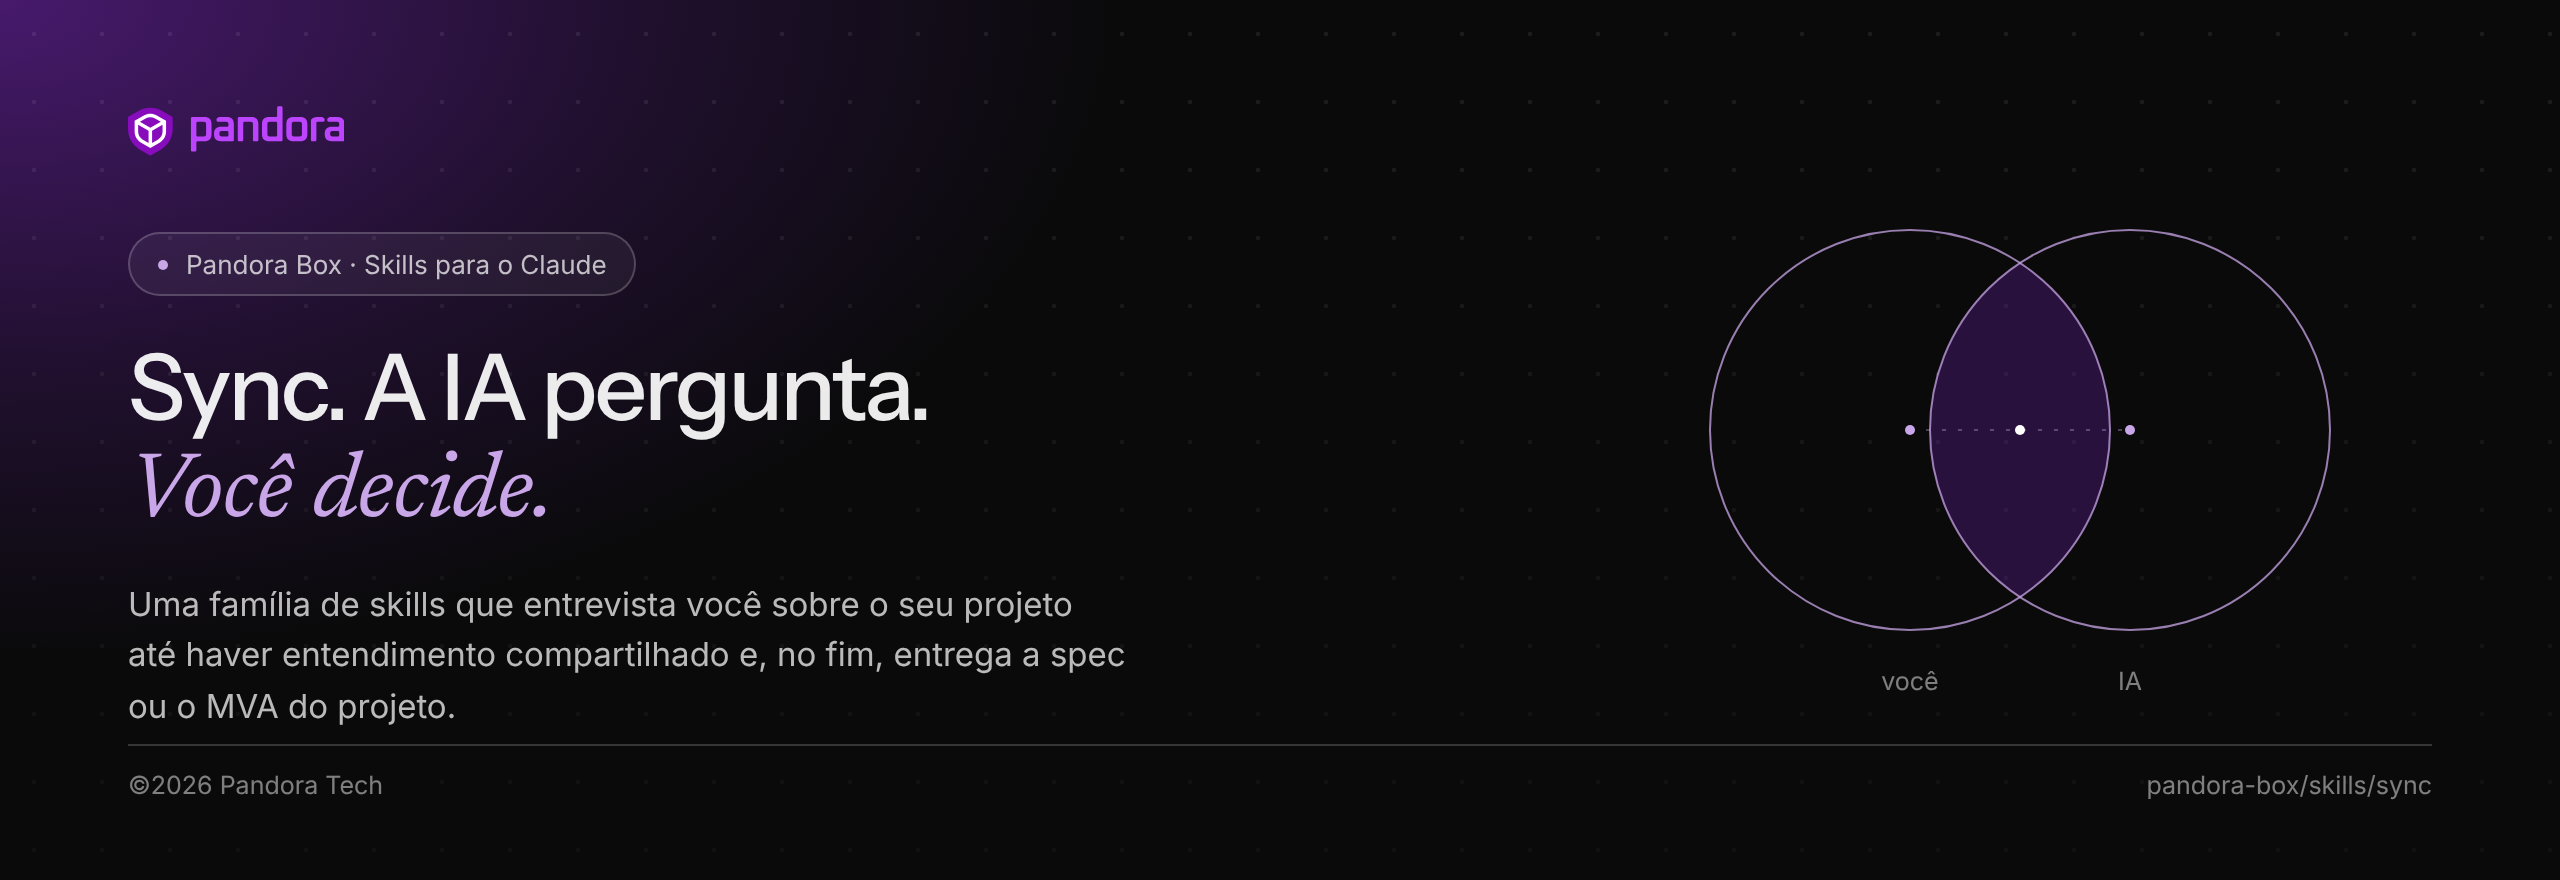 pandora
Pandora Box · Skills para o Claude
Sync. A IA pergunta.
Você decide.
Uma família de skills que entrevista você sobre o seu projeto
até haver entendimento compartilhado e, no fim, entrega a spec
ou o MVA do projeto.
você
IA
©2026 Pandora Tech
pandora-box/skills/sync